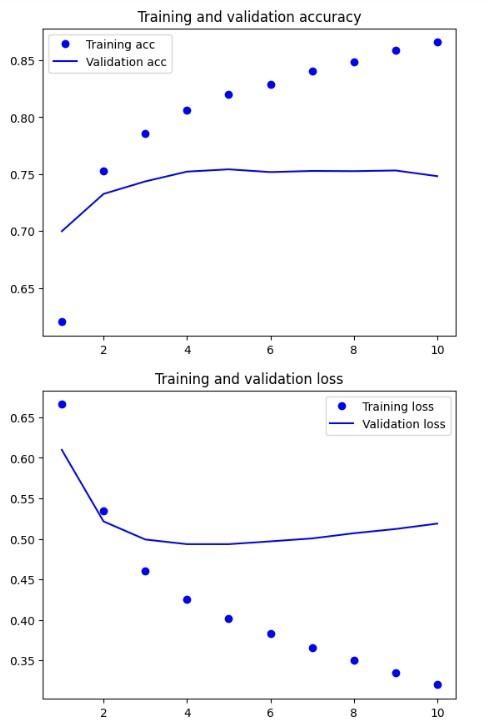 Training and validation accuracy
Training acc
Validation acc
0.85
0.80
0.75
0.70
0.65
2 4 6 8 10
Training and validation loss
Training loss
Validation loss
0.65
0.60
0.55
0.50
0.45
0.40
0.35
2 4 6 8 10